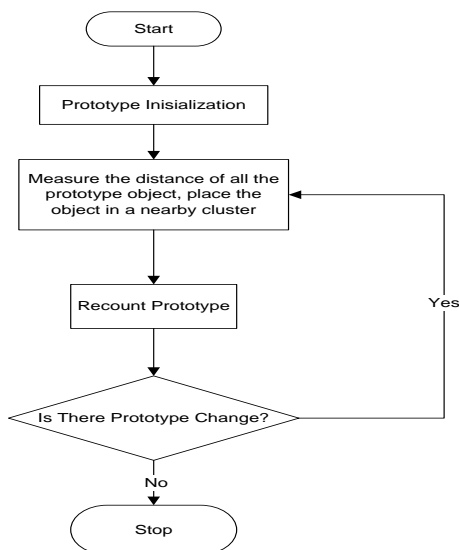 Start
Prototype Inisialization
Measure the distance of all the
prototype object, place the
object in a nearby cluster
Recount Prototype
Yes
Is There Prototype Change?
No
Stop